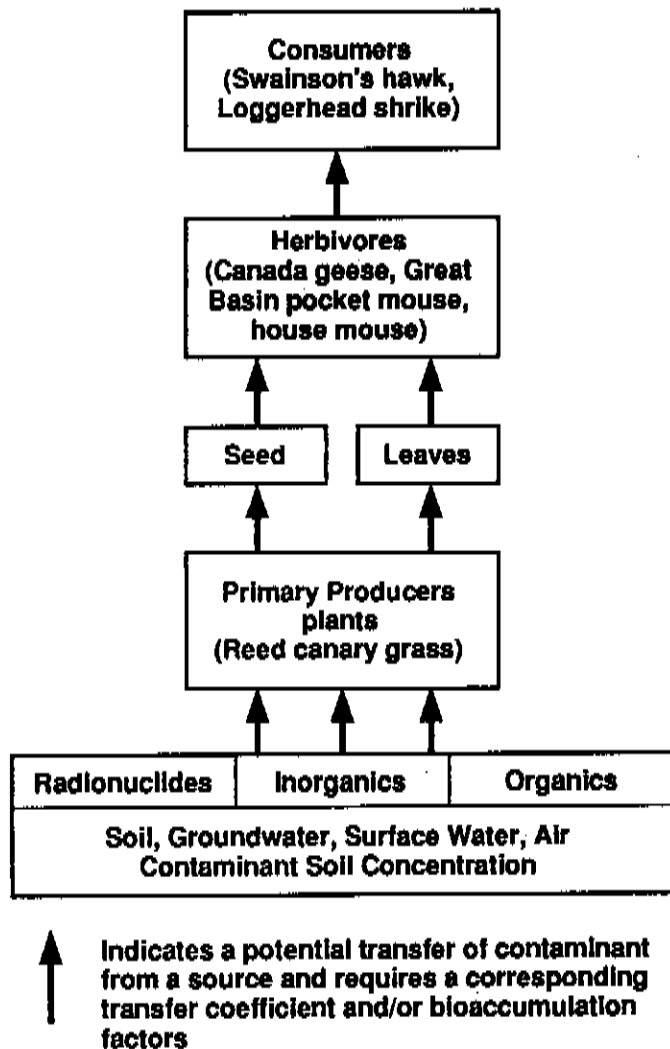 Consumers
(Swainson's hawk,
Loggerhead shrike)
Herbivores
(Canada geese, Great
Basin pocket mouse,
house mouse)
Seed
Leaves
Primary Producers
plants
(Reed canary grass)
Radionuclides
Inorganics
Organics
Soil, Groundwater, Surface Water, Air
Contaminant Soil Concentration
Indicates a potential transfer of contaminant
from a source and requires a corresponding
transfer coefficient and/or bioaccumulation
factors